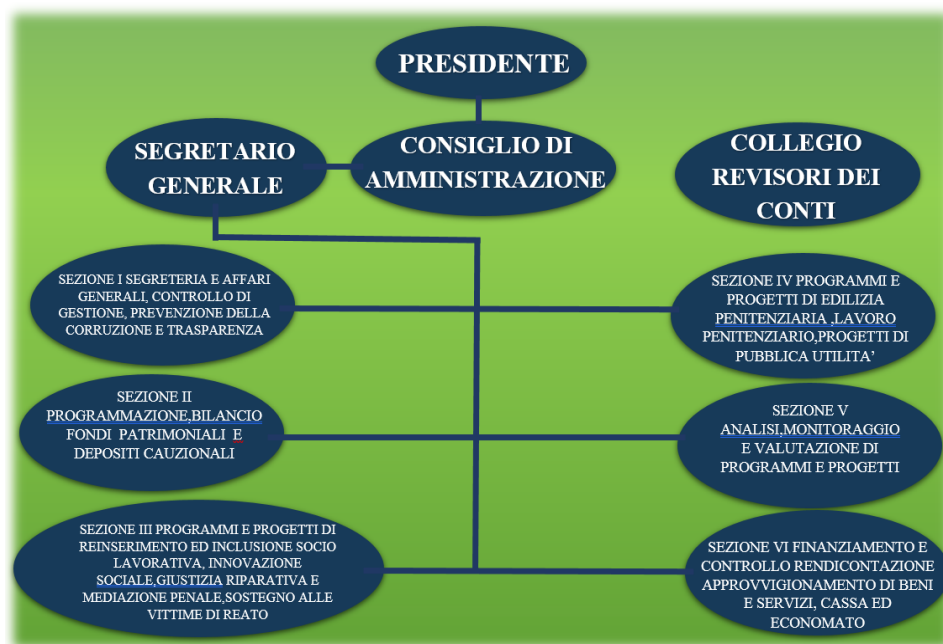 PRESIDENTE
SEGRETARIO
GENERALE
CONSIGLIO DI
AMMINISTRAZIONE
COLLEGIO
REVISORI DEI
CONTI
SEZIONE I SEGRETERIA E AFFARI
GENERALI, CONTROLLO DI
GESTIONE, PREVENZIONE DELLA
CORRUZIONE E TRASPARENZA
SEZIONE IV PROGRAMMI E
PROGETTI DI EDILIZIA
PENITENZIARIA ,LAVORO
PENITENZIARIO,PROGETTI DI
PUBBLICA UTILITA'
SEZIONE II
PROGRAMMAZIONE,BILANCIO
FONDI PATRIMONIALI E
DEPOSITI CAUZIONALI
SEZIONE V
ANALISI,MONITORAGGIO
E VALUTAZIONE DI
PROGRAMMI E PROGETTI
SEZIONE III PROGRAMMI E PROGETTI DI
REINSERIMENTO ED INCLUSIONE SOCIO
LAVORATIVA, INNOVAZIONE
SOCIALE,GIUSTIZIA RIPARATIVA E
MEDIAZIONE PENALE,SOSTEGNO ALLE
VITTIME DI REATO
SEZIONE VI FINANZIAMENTO E
CONTROLLO RENDICONTAZIONE
APPROVVIGIONAMENTO DI BENI
E SERVIZI, CASSA ED
ECONOMATO